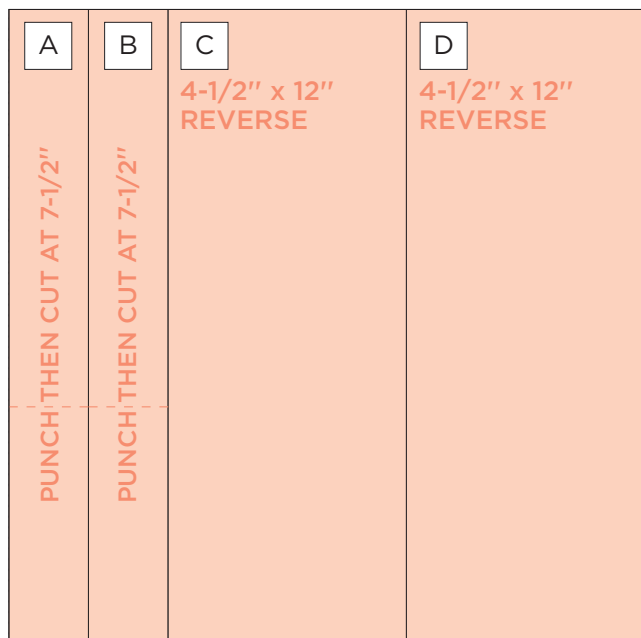 A
B
C
D
4-1/2" x 12"
REVERSE
4-1/2" x 12"
REVERSE
PUNCH THEN CUT AT 7-1/2"
PUNCH THEN CUT AT 7-1/2"